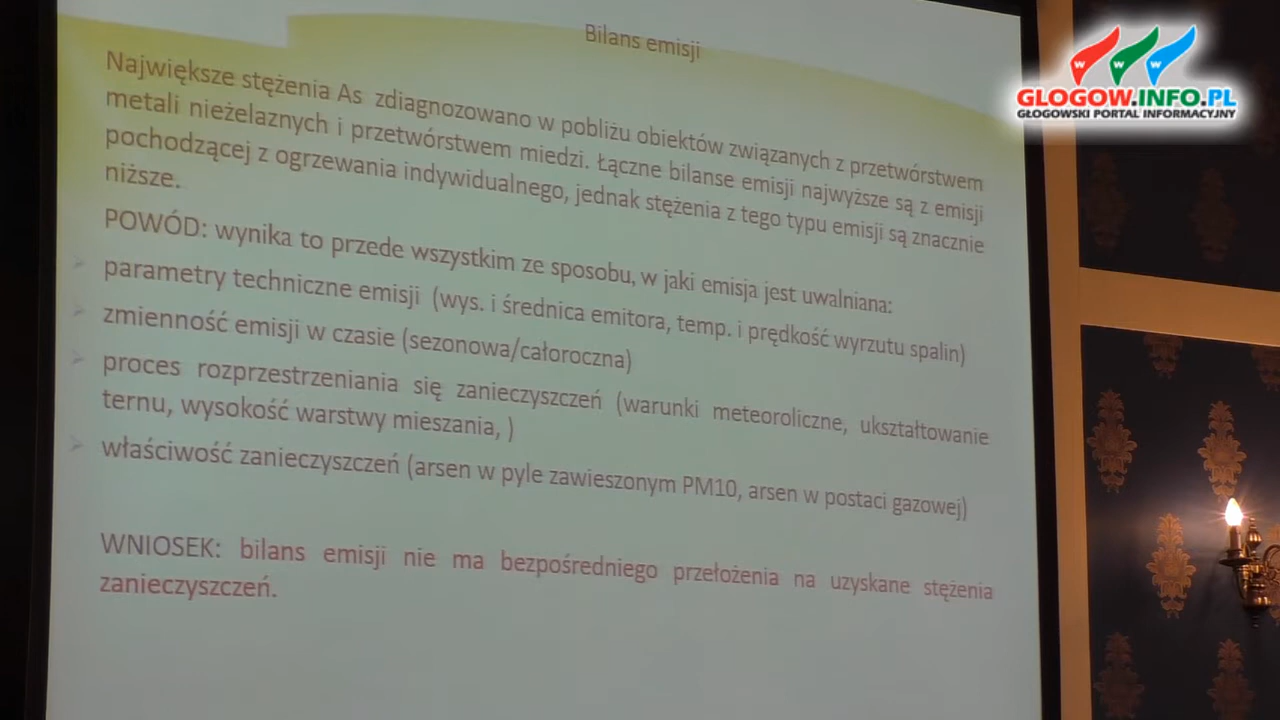 Bilans emisji
Największe stężenia As zdiagnozowano w pobliżu obiektów związanych z przetwórstwem
metali nieżelaznych i przetwórstwem miedzi. Łączne bilanse emisji najwyższe są z emisji
pochodzącej z ogrzewania indywidualnego, jednak stężenia z tego typu emisji są znacznie
niższe.
POWÓD: wynika to przede wszystkim ze sposobu, w jaki emisja jest uwalniana:
parametry techniczne emisji (wys. i średnica emitora, temp. i prędkość wyrzutu spalin)
zmienność emisji w czasie (sezonowa/całoroczna)
proces rozprzestrzeniania się zanieczyszczeń (warunki meteoroliczne, ukształtowanie
ternu, wysokość warstwy mieszania, )
właściwość zanieczyszczeń (arsen w pyle zawieszonym PM10, arsen w postaci gazowej)
WNIOSEK: bilans emisji nie ma bezpośredniego przełożenia na uzyskane stężenia
zanieczyszczeń.
W W W
GLOGOW.INFO.PL
GŁOGOWSKI PORTAL INFORMACYJNY